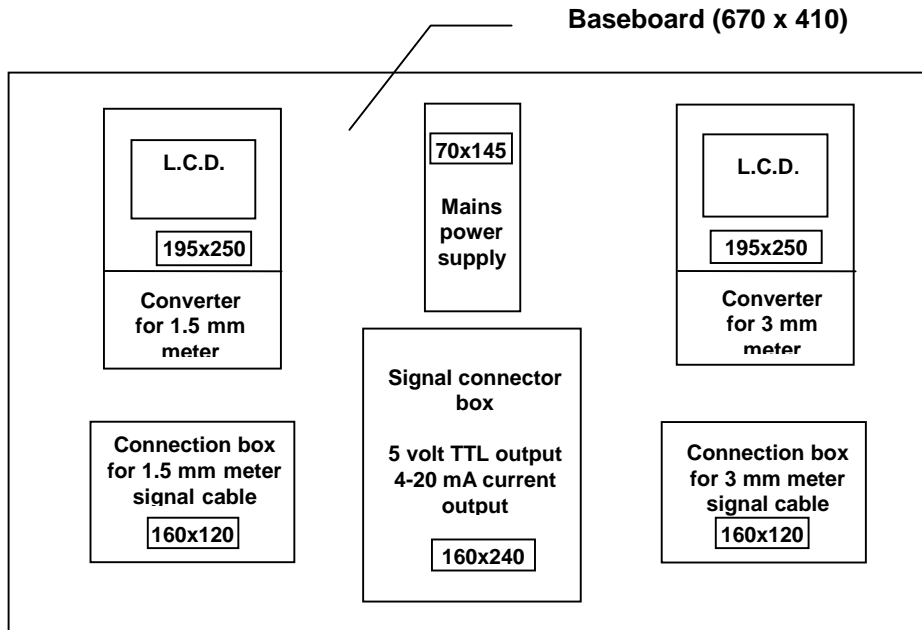 Baseboard (670 x 410)
L.C.D.
195x250
Converter
for 1.5 mm
meter
70x145
Mains
power
supply
L.C.D.
195x250
Converter
for 3 mm
meter
Signal connector
box
5 volt TTL output
4-20 mA current
output
160x240
Connection box
for 1.5 mm meter
signal cable
160x120
Connection box
for 3 mm meter
signal cable
160x120